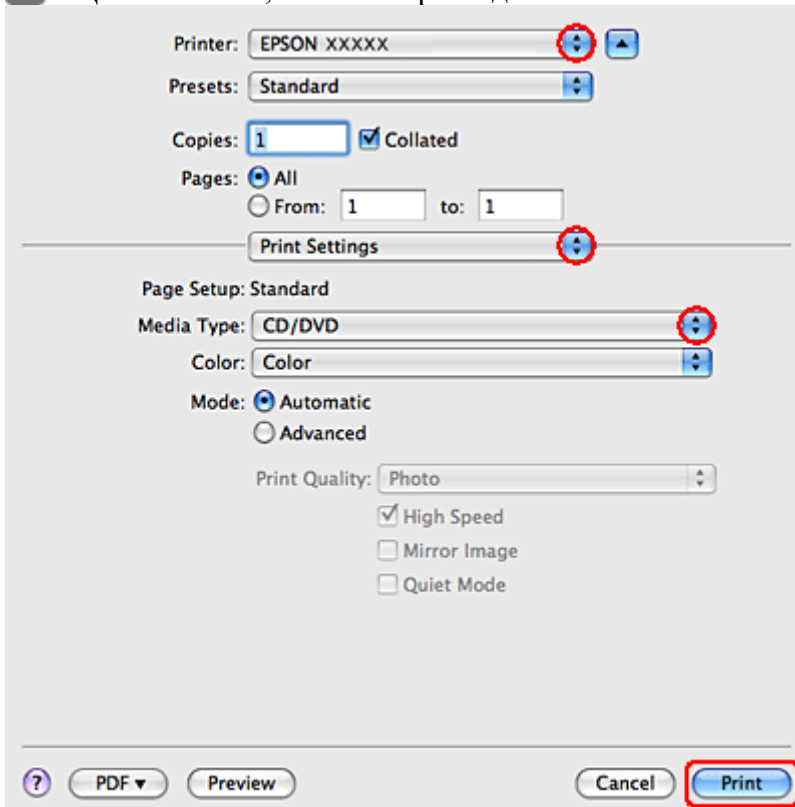 Printer: EPSON XXXXX
Presets: Standard
Copies: 1 Collated
Pages: All
From: 1 to: 1
Print Settings
Page Setup: Standard
Media Type: CD/DVD
Color: Color
Mode: Automatic
Advanced
Print Quality: Photo
High Speed
Mirror Image
Quiet Mode
? PDF ▼ Preview Cancel Print